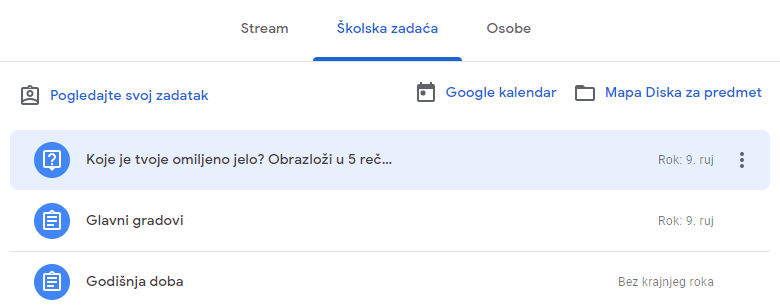 Stream Školska zadaća Osobe
Pogledajte svoj zadatak Google kalendar Mapa Diska za predmet
Koje je tvoje omiljeno jelo? Obrazloži u 5 reč... Rok: 9. ruj
Glavni gradovi Rok: 9. ruj
Godišnja doba Bez krajnjeg roka